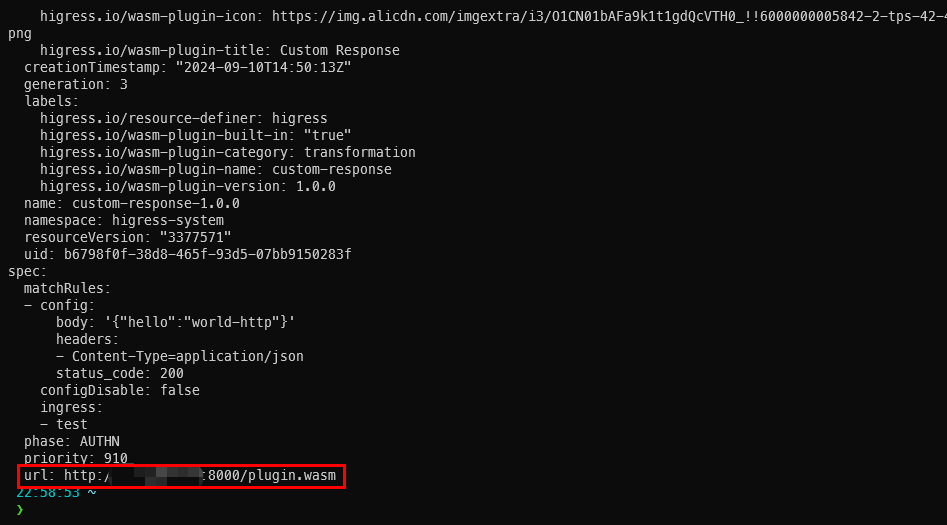 higress.io/wasm-plugin-icon: https://img.alicdn.com/imgextra/i3/O1CN01bAFa9k1t1gdQcVTH0_!!6000000005842-2-tps-42-4
png
    higress.io/wasm-plugin-title: Custom Response
  creationTimestamp: "2024-09-10T14:50:13Z"
  generation: 3
  labels:
    higress.io/resource-definer: higress
    higress.io/wasm-plugin-built-in: "true"
    higress.io/wasm-plugin-category: transformation
    higress.io/wasm-plugin-name: custom-response
    higress.io/wasm-plugin-version: 1.0.0
  name: custom-response-1.0.0
  namespace: higress-system
  resourceVersion: "3377571"
  uid: b6798f0f-38d8-465f-93d5-07bb9150283f
spec:
  matchRules:
  - config:
      body: '{"hello":"world-http"}'
      headers:
      - Content-Type=application/json
      status_code: 200
    configDisable: false
    ingress:
    - test
  phase: AUTHN
  priority: 910
  url: http:/ :8000/plugin.wasm
 22:58:53 ~
 ❯